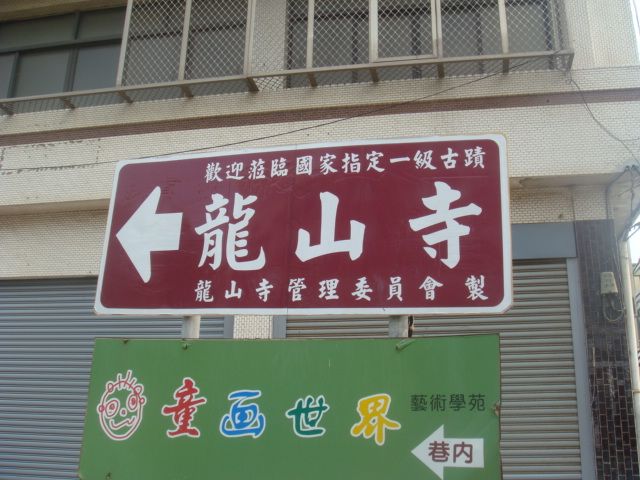 歡迎蒞臨國家指定一級古蹟
龍山寺
龍山寺管理委員會 製
童画世界
藝術學苑
巷內